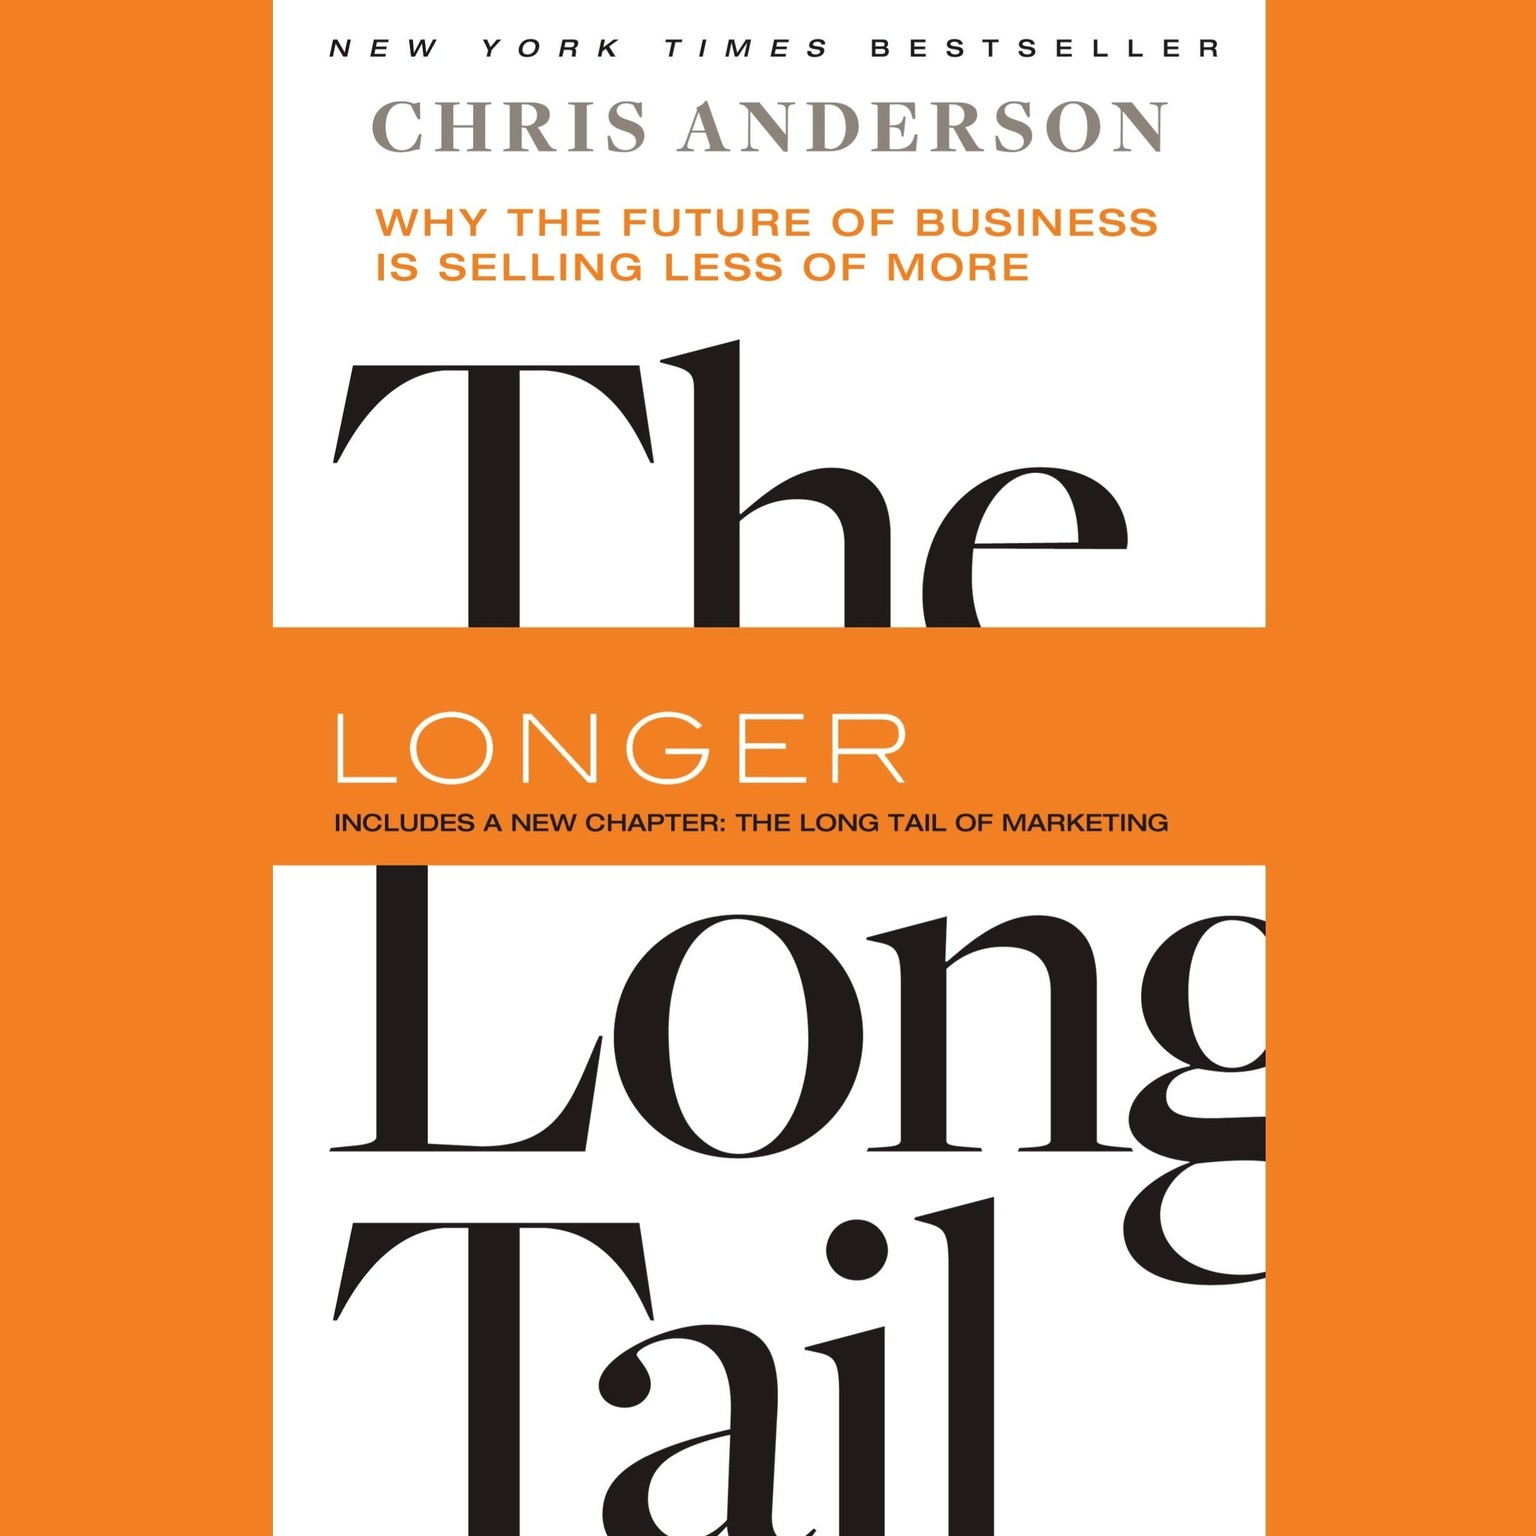 NEW YORK TIMES BESTSELLER
CHRIS ANDERSON
WHY THE FUTURE OF BUSINESS
IS SELLING LESS OF MORE
The
LONGER
INCLUDES A NEW CHAPTER: THE LONG TAIL OF MARKETING
Long
Tail